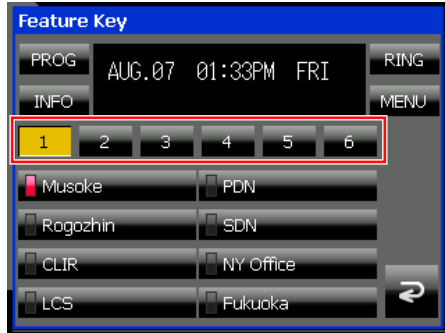 Feature Key
PROG
AUG.07 01:33PM FRI
RING
INFO
MENU
1 2 3 4 5 6
Musoke PDN
Rogozhin SDN
CLIR NY Office
LCS Fukuoka